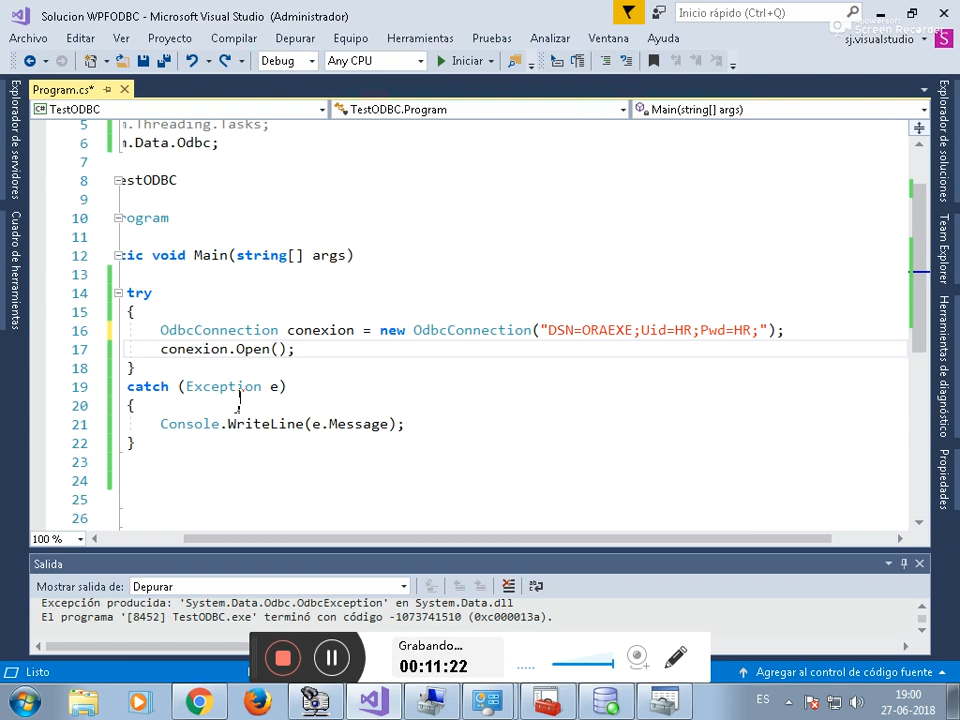 Solucion WPFODBC - Microsoft Visual Studio (Administrador)
Inicio rápido (Ctrl+Q)
Archivo Editar Ver Proyecto Compilar Depurar Equipo Herramientas Pruebas Analizar Ventana Ayuda
sj.visualstudio S
Debug Any CPU Iniciar
Program.cs*
TestODBC TestODBC.Program Main(string[] args)
Explorador de servidores
Cuadro de herramientas
Explorador de soluciones
Team Explorer
Herramientas de diagnóstico
Propiedades
5 n.Threading.Tasks;
6 n.Data.Odbc;
7
8 estODBC
9
10 rogram
11
12 tic void Main(string[] args)
13
14 try
15 {
16 OdbcConnection conexion = new OdbcConnection("DSN=ORAEXE;Uid=HR;Pwd=HR;");
17 conexion.Open();
18 }
19 catch (Exception e)
20 {
21 Console.WriteLine(e.Message);
22 }
23
24
25
26
100 %
Salida
Mostrar salida de: Depurar
Excepción producida: 'System.Data.Odbc.OdbcException' en System.Data.dll
El programa '[8452] TestODBC.exe' terminó con código -1073741510 (0xc000013a).
Grabando...
00:11:22
Listo
Agregar al control de código fuente
ES
19:00
27-06-2018